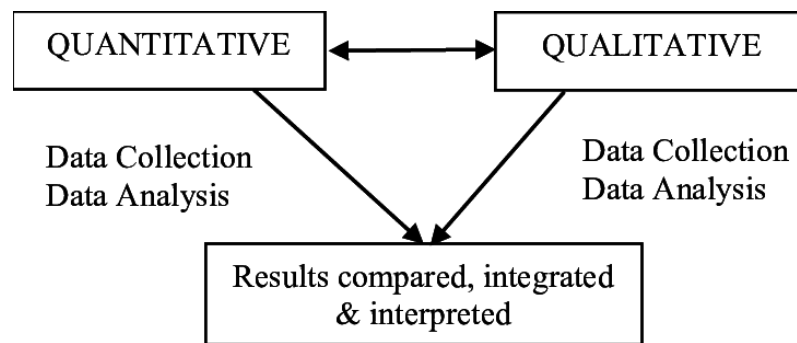 QUANTITATIVE
QUALITATIVE
Data Collection
Data Analysis
Data Collection
Data Analysis
Results compared, integrated
& interpreted